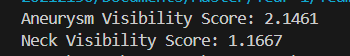 Aneurysm Visibility Score: 2.1461
Neck Visibility Score: 1.1667